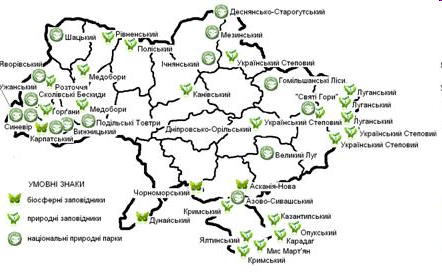 Деснянсько-Старогутський
Шацький
Рівненський
Мезинський
Поліський
Яворівський
Ічнянський
Український Степовий
Медобори
Ужанський
Розточчя
Гомільшанські Ліси.
Сколівські Бескиди
Канівський
"Святі Гори"
Луганський
Медобори
Луганський
Горґани
Луганський
Синевір
Подільські Товтри
Дніпровсько-Орільський
Український Степовий
Український Степовий
Вижницький
Карпатський
Український Степовий
Великий Луг
УМОВНІ ЗНАКИ
Асканія-Нова
Чорноморський
біосферні заповідники
Азово-Сивашський
Кримський
природні заповідники
Дунайський
Казантипський
Опукський
національні природні парки
Ялтинський
Карадаг
Мис Март'ян
Кримський